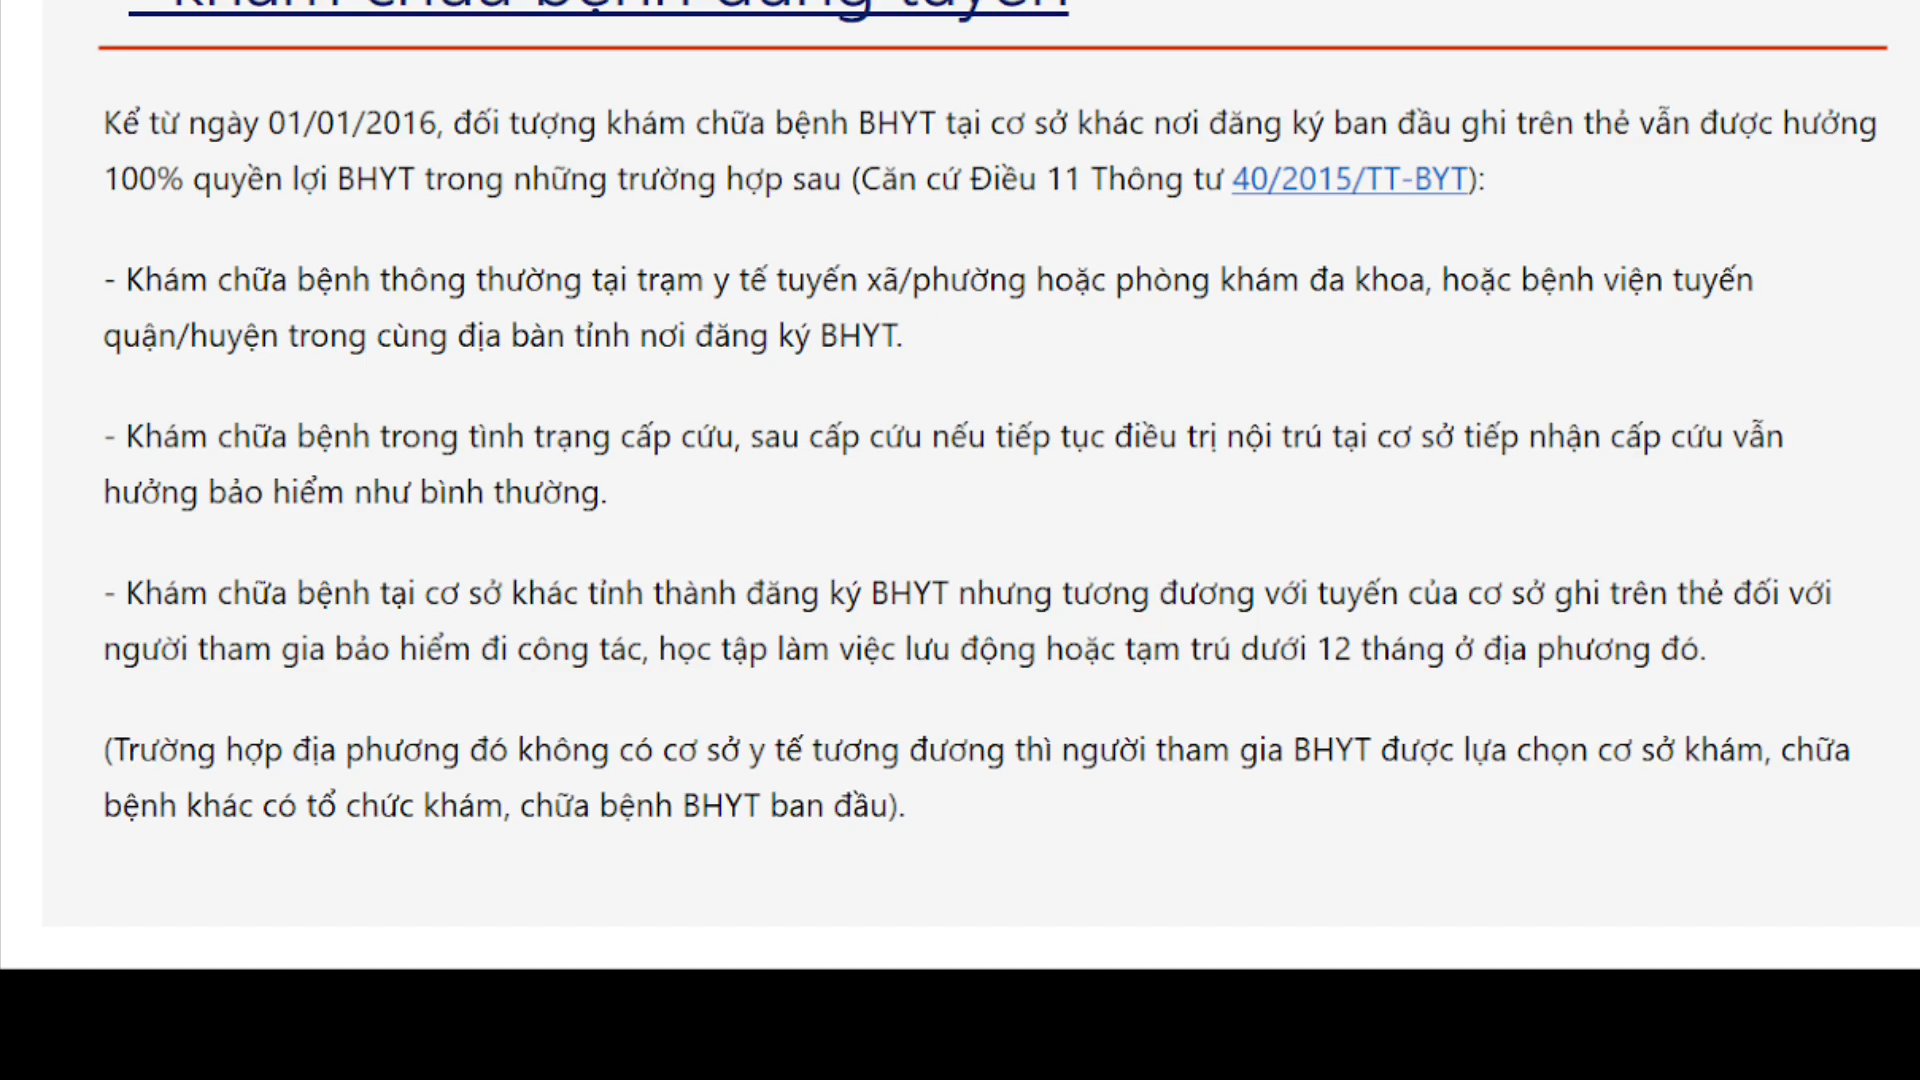 khám chữa bệnh đúng tuyến
Kể từ ngày 01/01/2016, đối tượng khám chữa bệnh BHYT tại cơ sở khác nơi đăng ký ban đầu ghi trên thẻ vẫn được hưởng
100% quyền lợi BHYT trong những trường hợp sau (Căn cứ Điều 11 Thông tư 40/2015/TT-BYT):
- Khám chữa bệnh thông thường tại trạm y tế tuyến xã/phường hoặc phòng khám đa khoa, hoặc bệnh viện tuyến
quận/huyện trong cùng địa bàn tỉnh nơi đăng ký BHYT.
- Khám chữa bệnh trong tình trạng cấp cứu, sau cấp cứu nếu tiếp tục điều trị nội trú tại cơ sở tiếp nhận cấp cứu vẫn
hưởng bảo hiểm như bình thường.
- Khám chữa bệnh tại cơ sở khác tỉnh thành đăng ký BHYT nhưng tương đương với tuyến của cơ sở ghi trên thẻ đối với
người tham gia bảo hiểm đi công tác, học tập làm việc lưu động hoặc tạm trú dưới 12 tháng ở địa phương đó.
(Trường hợp địa phương đó không có cơ sở y tế tương đương thì người tham gia BHYT được lựa chọn cơ sở khám, chữa
bệnh khác có tổ chức khám, chữa bệnh BHYT ban đầu).